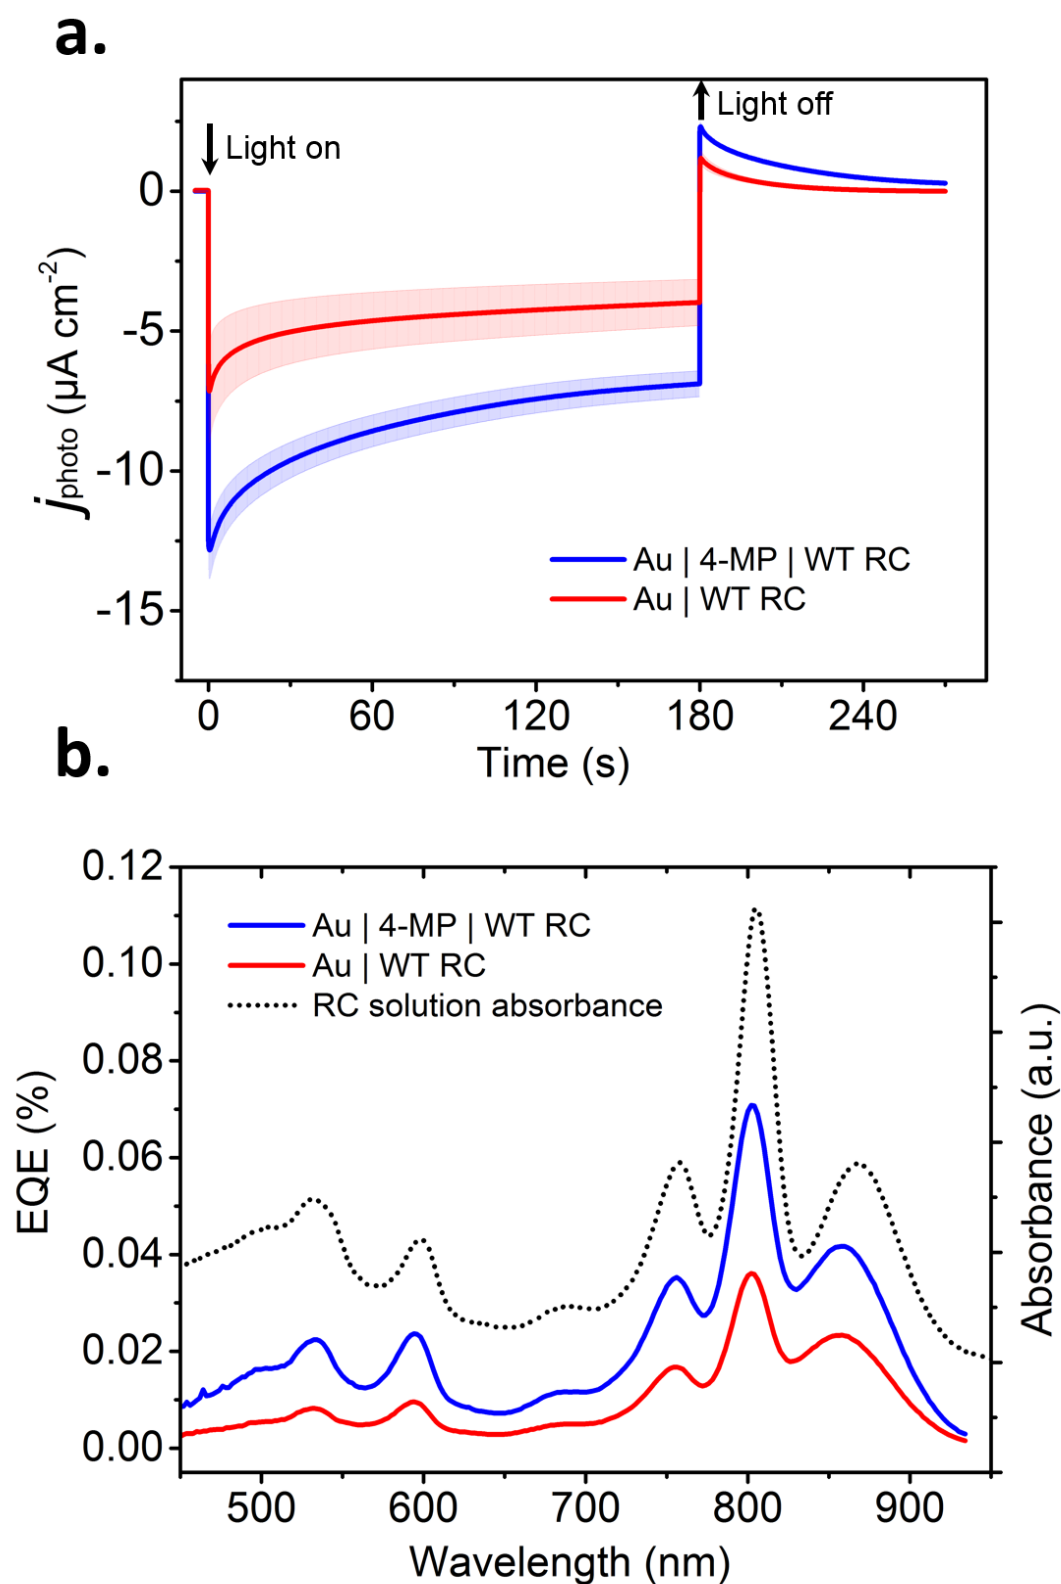 a.
Light on
Light off
0
-5
-10
-15
jphoto (µA cm-2)
Au | 4-MP | WT RC
Au | WT RC
0 60 120 180 240
Time (s)
b.
0.12
0.10
0.08
0.06
0.04
0.02
0.00
EQE (%)
Au | 4-MP | WT RC
Au | WT RC
RC solution absorbance
Absorbance (a.u.)
500 600 700 800 900
Wavelength (nm)